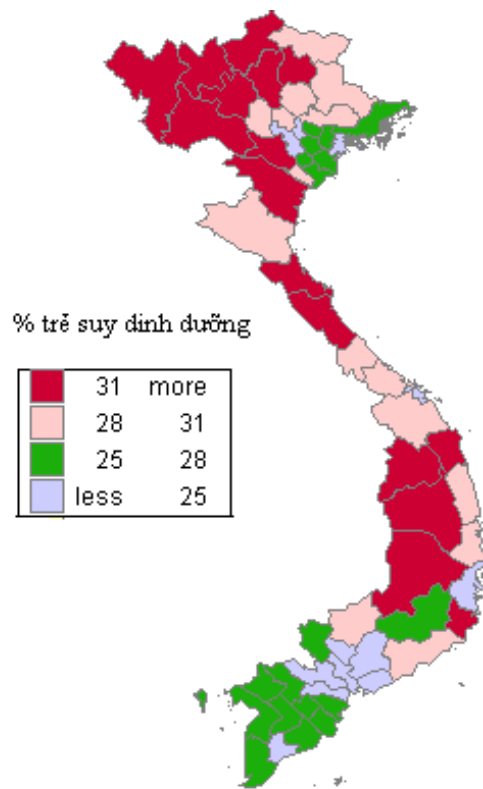 % trẻ suy dinh dưỡng
31 more
28 31
25 28
less 25